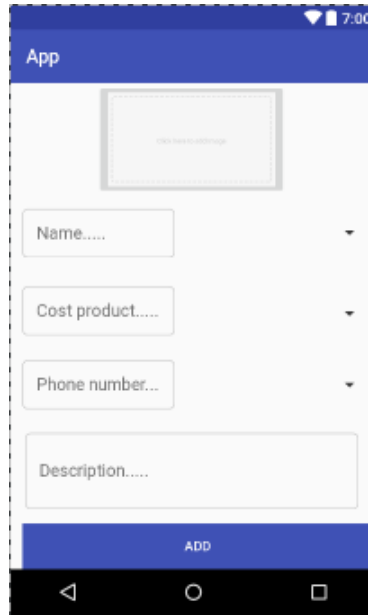 7:00
App
Name.....
Cost product.....
Phone number...
Description.....
ADD